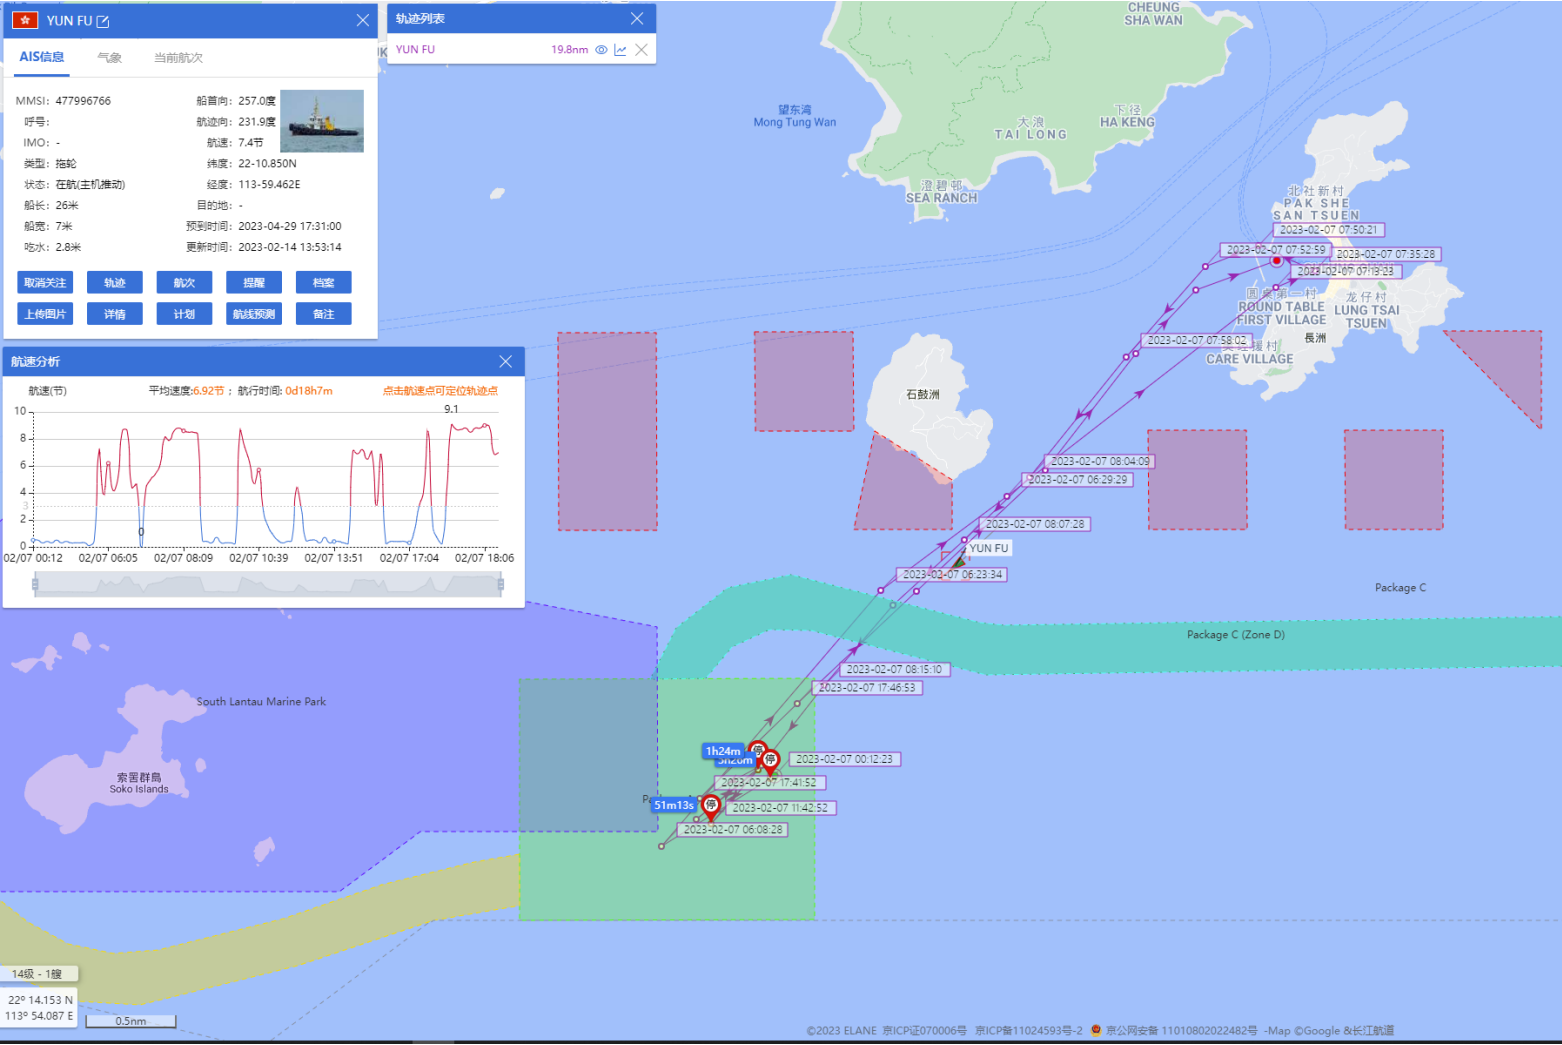 YUN FU
AIS信息
气象
当前航次
MMSI: 477996766
船首向: 257.0度
呼号:
航迹向: 231.9度
IMO: -
航速: 7.4节
类型: 拖轮
纬度: 22-10.850N
状态: 在航(主机推动)
经度: 113-59.462E
船长: 26米
目的地: -
船宽: 7米
预到时间: 2023-04-29 17:31:00
吃水: 2.8米
更新时间: 2023-02-14 13:53:14
取消关注
轨迹
航次
提醒
档案
上传图片
详情
计划
航线预测
备注
轨迹列表
YUN FU
19.8nm
航速分析
航速(节)
平均速度:6.92节 ; 航行时间: 0d18h7m
点击航速点可定位轨迹点
9.1
10
8
6
4
3
2
0
0
02/07 00:12
02/07 06:05
02/07 08:09
02/07 10:39
02/07 13:51
02/07 17:04
02/07 18:06
CHEUNG
SHA WAN
望东湾
Mong Tung Wan
大浪
TAI LONG
下径
HA KENG
澄碧邨
SEA RANCH
北社新村
PAK SHE
SAN TSUEN
2023-02-07 07:50:21
2023-02-07 07:52:59
2023-02-07 07:35:28
2023-02-07 07:13:23
圆桌第一村
ROUND TABLE
FIRST VILLAGE
龙仔村
LUNG TSAI
TSUEN
長洲
2023-02-07 07:58:02
CARE VILLAGE
石鼓洲
2023-02-07 08:04:09
2023-02-07 06:29:29
2023-02-07 08:07:28
YUN FU
2023-02-07 06:23:34
Package C
Package C (Zone D)
2023-02-07 08:15:10
2023-02-07 17:46:53
South Lantau Marine Park
1h24m
停
停
2023-02-07 00:12:23
2023-02-07 17:41:52
51m13s
停
2023-02-07 11:42:52
2023-02-07 06:08:28
索罟群島
Soko Islands
14级 - 1艘
22º 14.153 N
113º 54.087 E
0.5nm
©2023 ELANE 京ICP证070006号 京ICP备11024593号-2 京公网安备 11010802022482号 -Map ©Google &长江航道